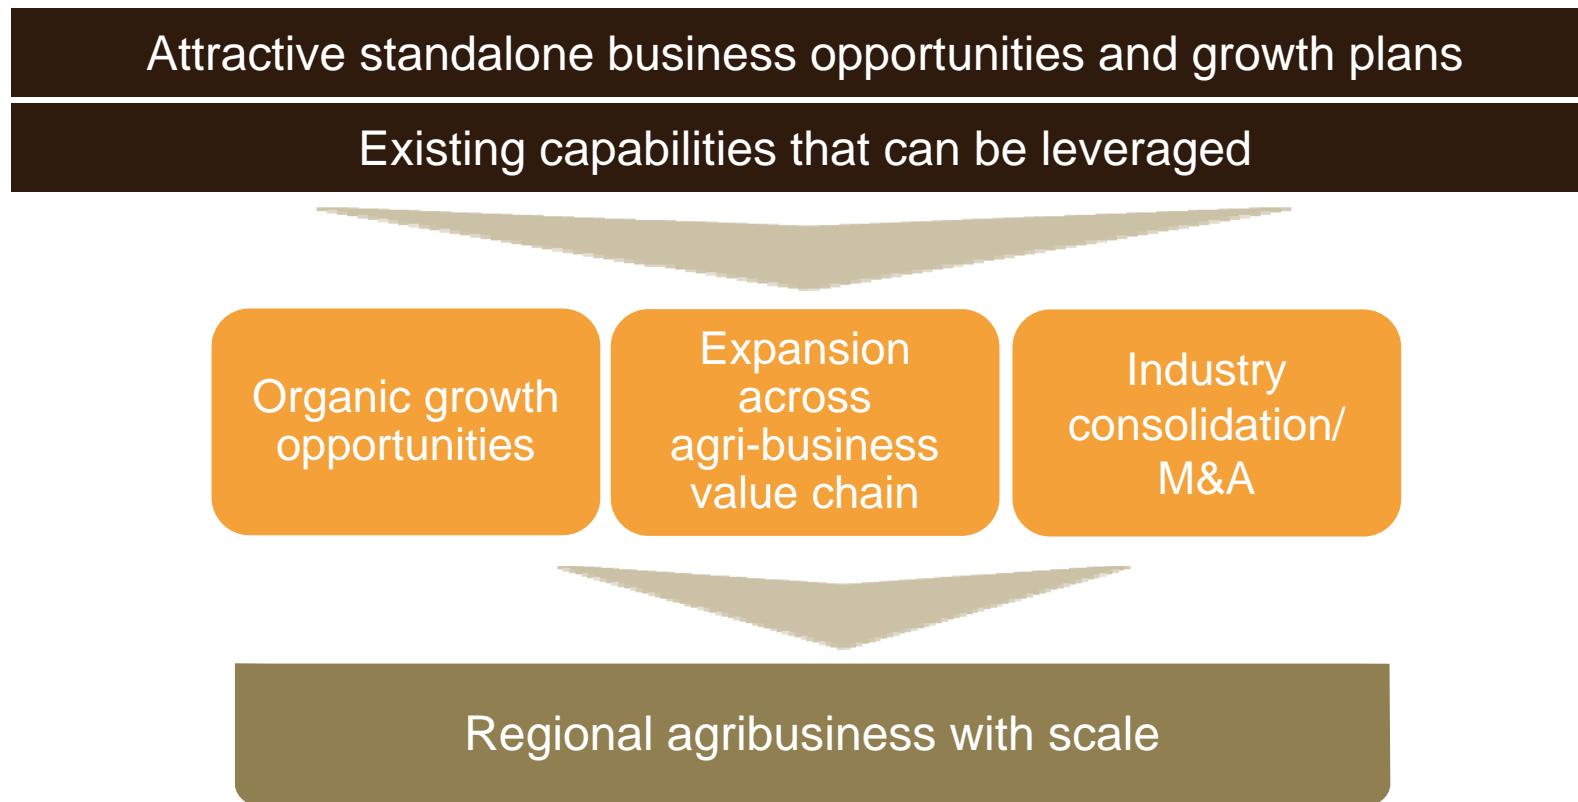 Attractive standalone business opportunities and growth plans
Existing capabilities that can be leveraged
Organic growth
opportunities
Expansion
across
agri-business
value chain
Industry
consolidation/
M&A
Regional agribusiness with scale